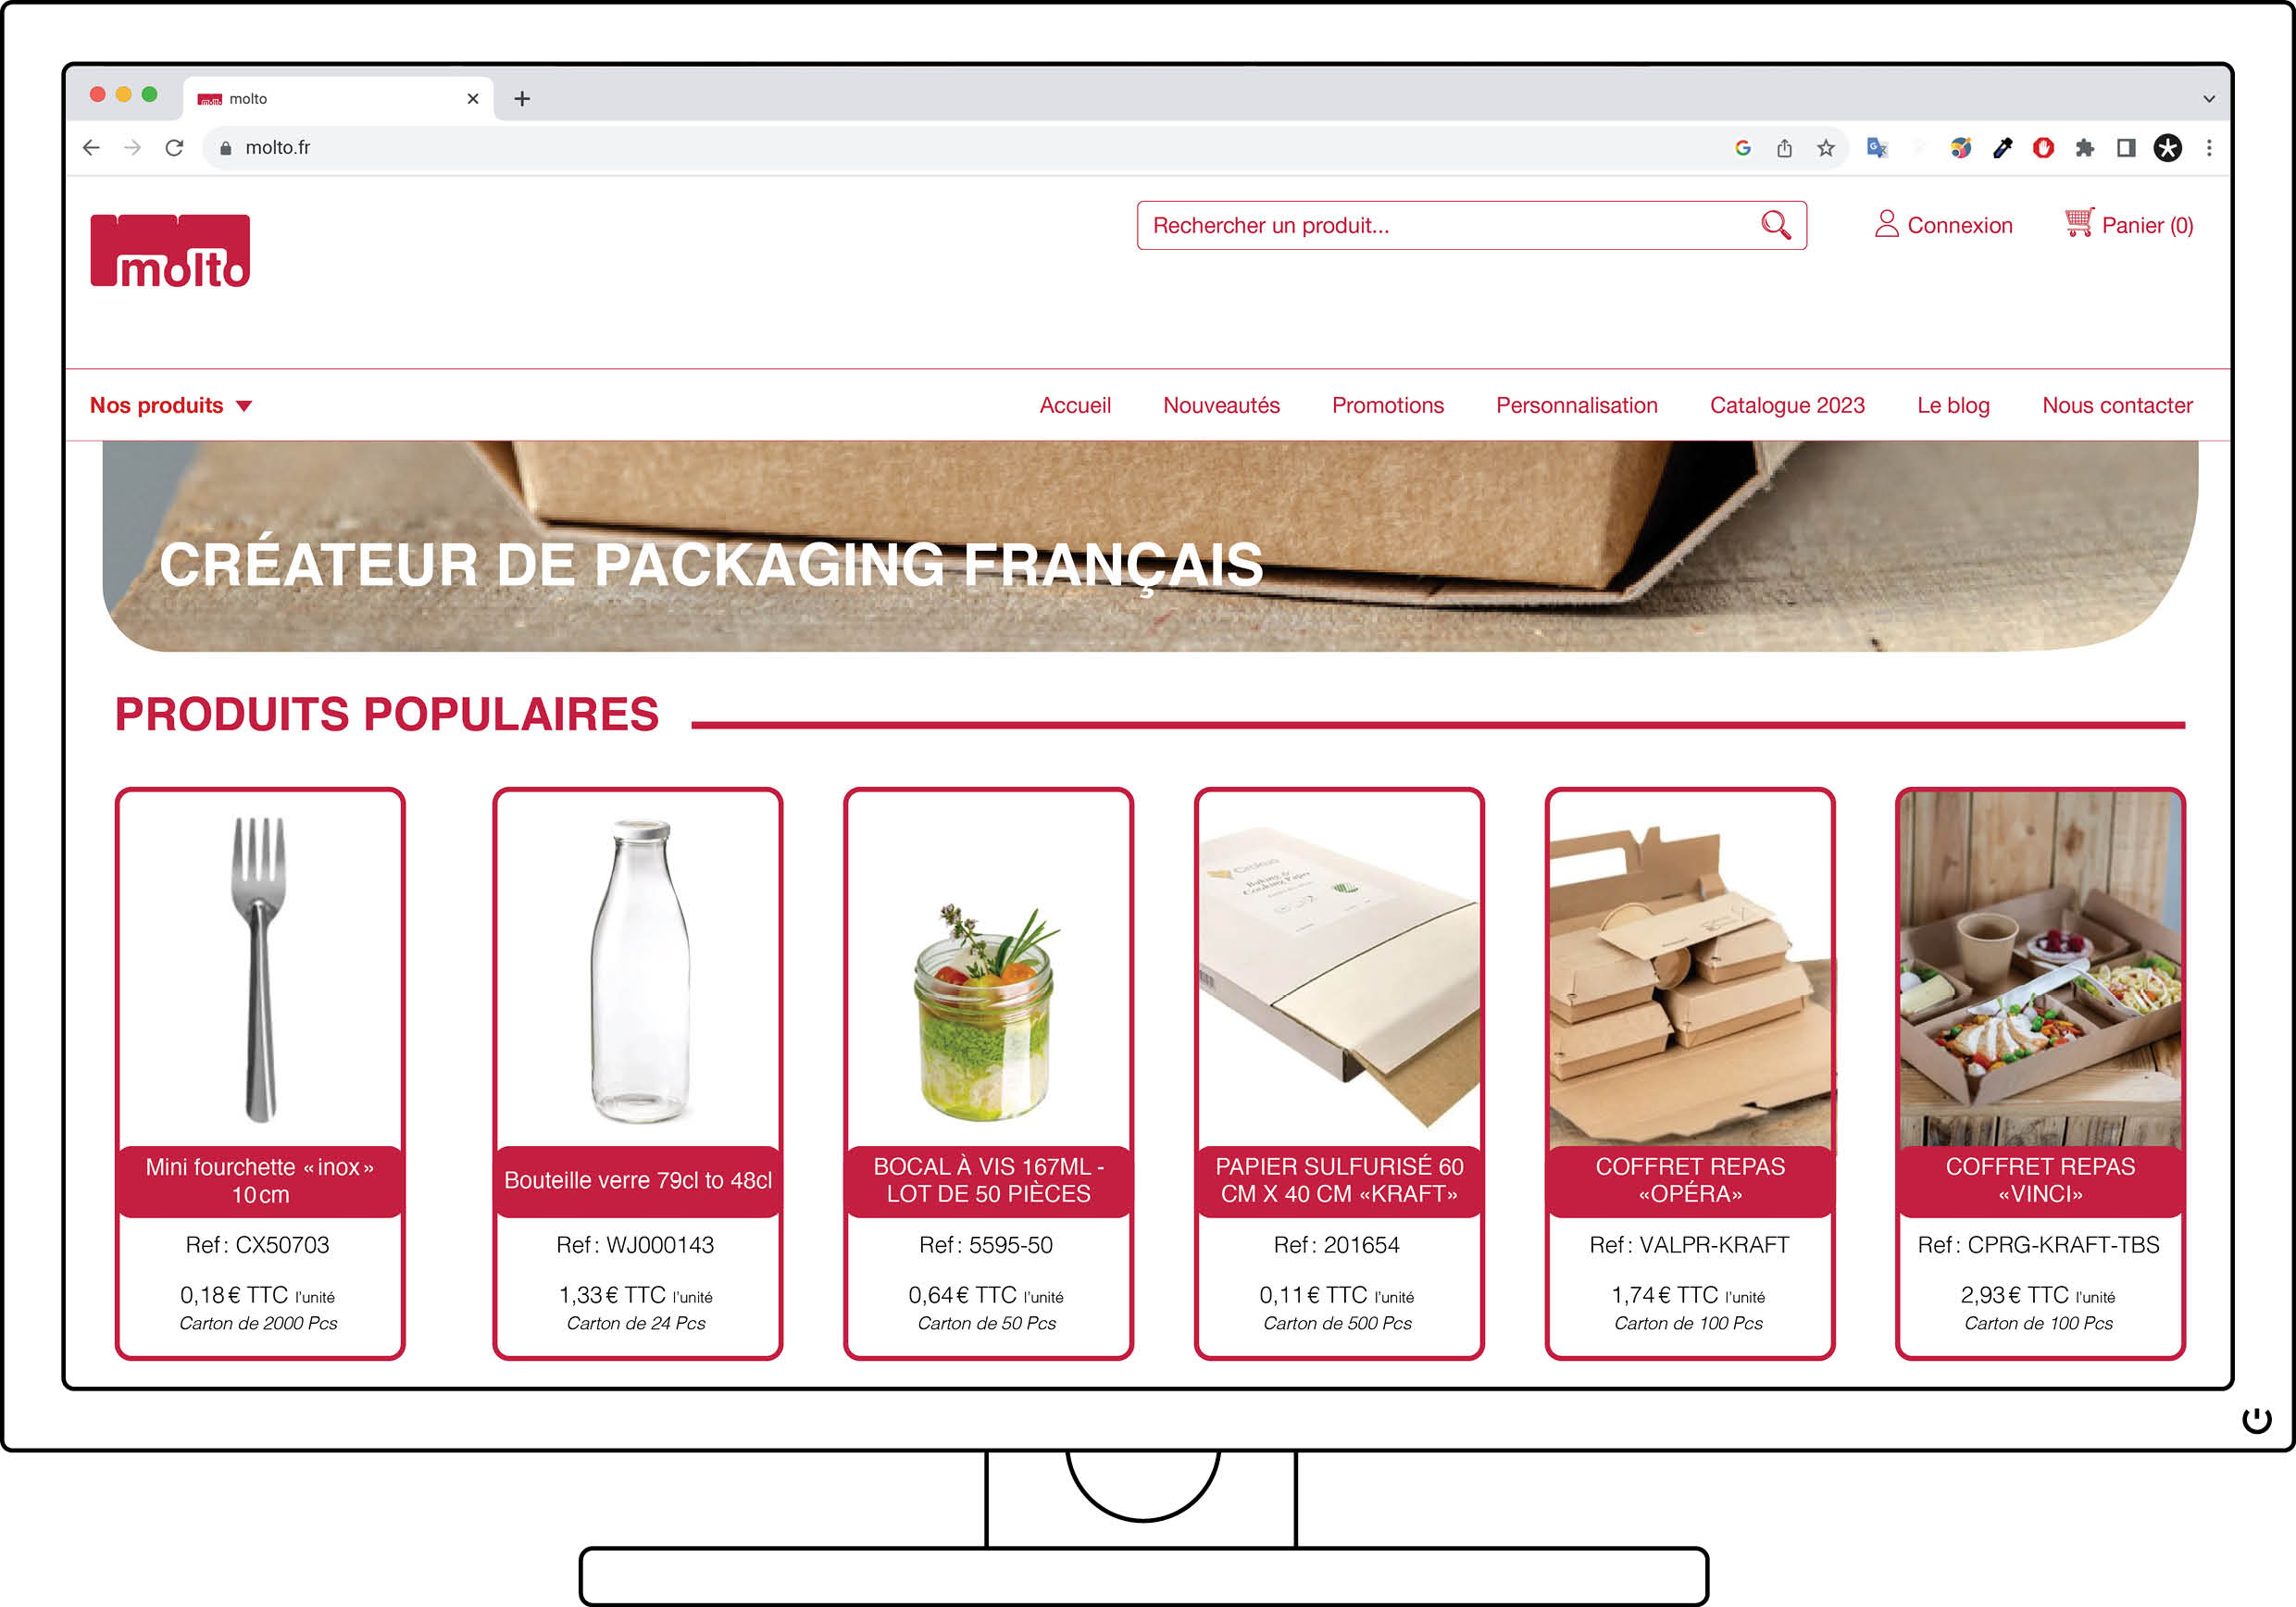 molto
molto.fr
molto
Rechercher un produit...
Connexion
Panier (0)
Nos produits
Accueil
Nouveautés
Promotions
Personnalisation
Catalogue 2023
Le blog
Nous contacter
CRÉATEUR DE PACKAGING FRANÇAIS
PRODUITS POPULAIRES
Mini fourchette «inox»
10cm
Ref : CX50703
0,18€ TTC l'unité
Carton de 2000 Pcs
Bouteille verre 79cl to 48cl
Ref : WJ000143
1,33€ TTC l'unité
Carton de 24 Pcs
BOCAL À VIS 167ML -
LOT DE 50 PIÈCES
Ref : 5595-50
0,64€ TTC l'unité
Carton de 50 Pcs
Baking &
Cooking Paper
PAPIER SULFURISÉ 60
CM X 40 CM «KRAFT»
Ref : 201654
0,11€ TTC l'unité
Carton de 500 Pcs
COFFRET REPAS
«OPÉRA»
Ref : VALPR-KRAFT
1,74€ TTC l'unité
Carton de 100 Pcs
COFFRET REPAS
«VINCI»
Ref : CPRG-KRAFT-TBS
2,93€ TTC l'unité
Carton de 100 Pcs